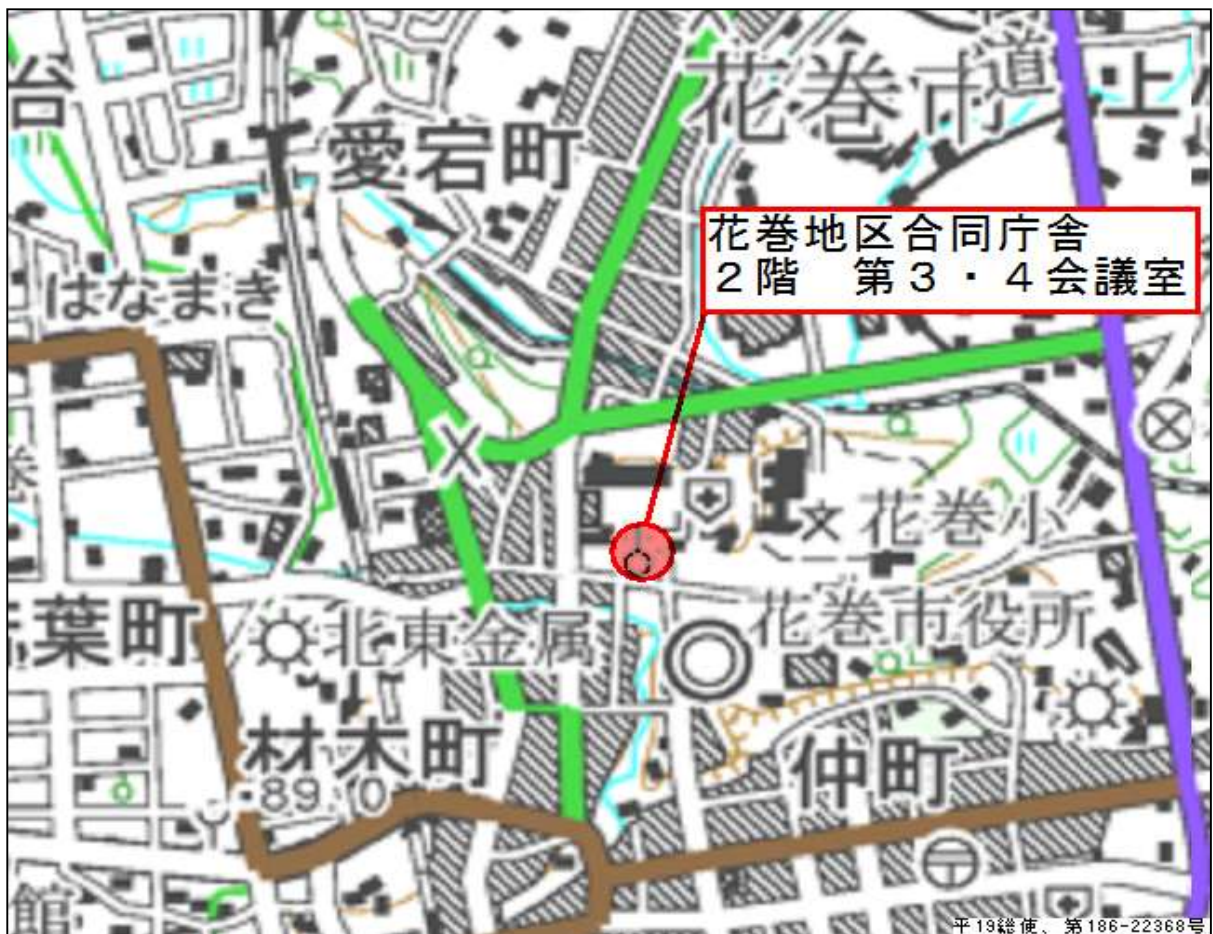 台
花巻市
道
上
愛宕町
花巻地区合同庁舎
2階　第3・4会議室
はなまき
花巻小
花巻市役所
葉町
北東金属
材木町
仲町
89.0
館
平19総使、第186-22368号